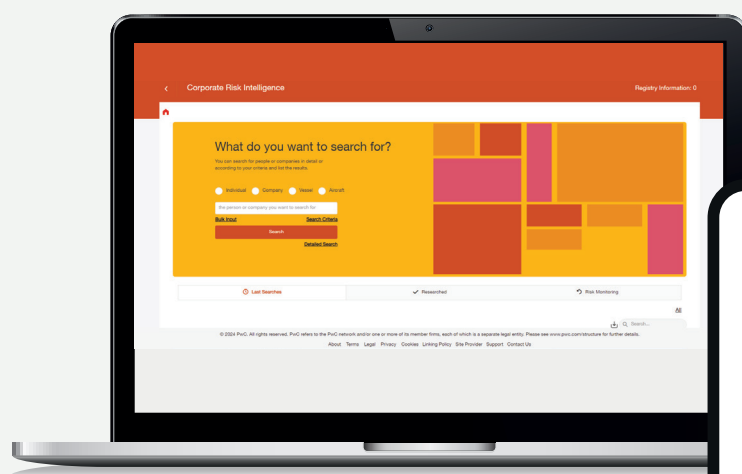 Corporate Risk Intelligence
Registry Information: 0
What do you want to search for?
You can search for people or companies in detail or
according to your criteria and list the results.
Individual Company Vessel Aircraft
the person or company you want to search for
Bulk Input Search Criteria
Search
Detailed Search
Last Searches Researched Risk Monitoring
All
Search...
© 2024 PwC. All rights reserved. PwC refers to the PwC network and/or one or more of its member firms, each of which is a separate legal entity. Please see www.pwc.com/structure for further details.
About Terms Legal Privacy Cookies Linking Policy Site Provider Support Contact Us